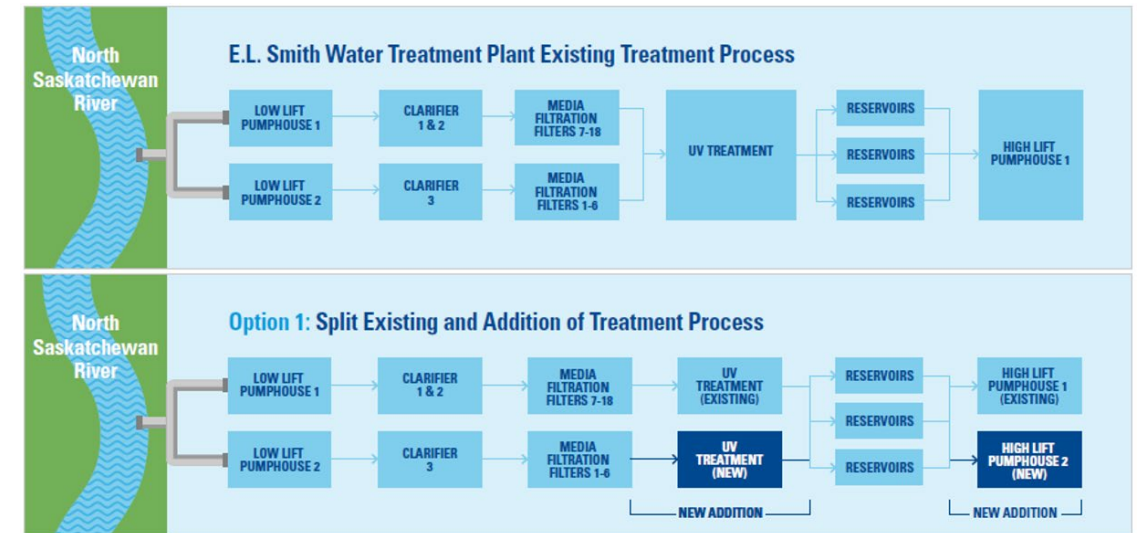 North
Saskatchewan
River
E.L. Smith Water Treatment Plant Existing Treatment Process
LOW LIFT
PUMPHOUSE 1
CLARIFIER
1 & 2
MEDIA
FILTRATION
FILTERS 7-18
LOW LIFT
PUMPHOUSE 2
CLARIFIER
3
MEDIA
FILTRATION
FILTERS 1-6
UV TREATMENT
RESERVOIRS
RESERVOIRS
RESERVOIRS
HIGH LIFT
PUMPHOUSE 1
North
Saskatchewan
River
Option 1: Split Existing and Addition of Treatment Process
LOW LIFT
PUMPHOUSE 1
CLARIFIER
1 & 2
MEDIA
FILTRATION
FILTERS 7-18
UV
TREATMENT
(EXISTING)
LOW LIFT
PUMPHOUSE 2
CLARIFIER
3
MEDIA
FILTRATION
FILTERS 1-6
UV
TREATMENT
(NEW)
RESERVOIRS
RESERVOIRS
RESERVOIRS
HIGH LIFT
PUMPHOUSE 1
(EXISTING)
HIGH LIFT
PUMPHOUSE 2
(NEW)
NEW ADDITION
NEW ADDITION